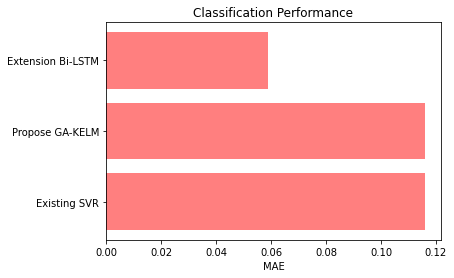 Classification Performance
Extension Bi-LSTM
Propose GA-KELM
Existing SVR
0.00 0.02 0.04 0.06 0.08 0.10 0.12
MAE